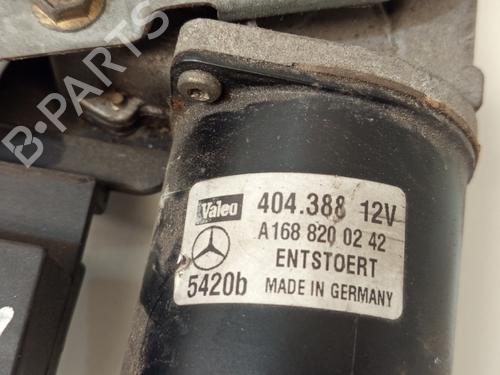 B-PARTS
Valeo 404.388 12V
A168 820 02 42
ENTSTOERT
5420b MADE IN GERMANY